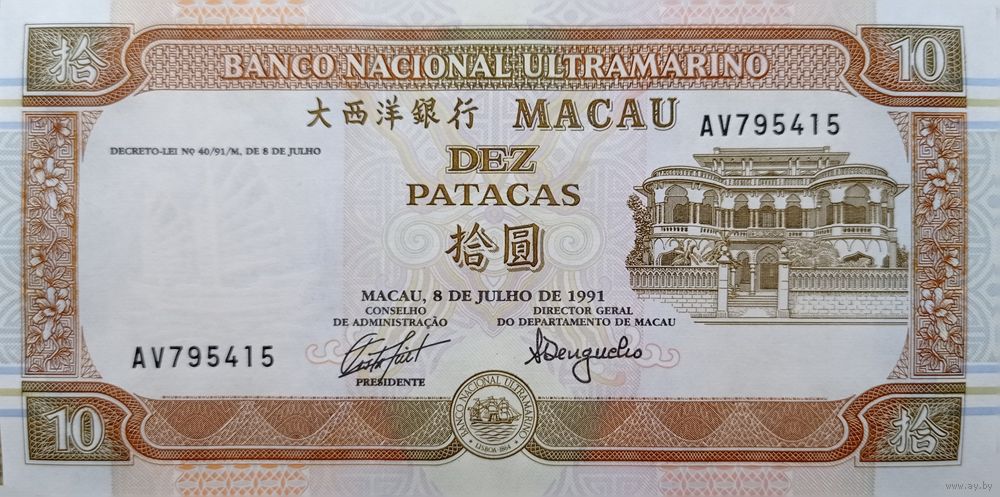 拾 BANCO NACIONAL ULTRAMARINO 10
大西洋銀行 MACAU AV795415
DECRETO-LEI Nº 40/91/M, DE 8 DE JULHO
DEZ
PATACAS
拾圓
MACAU, 8 DE JULHO DE 1991
CONSELHO
DE ADMINISTRAÇÃO
DIRECTOR GERAL
DO DEPARTAMENTO DE MACAU
AV795415
PRESIDENTE
10 拾
BANCO NACIONAL ULTRAMARINO
LISBOA
www.ay.by